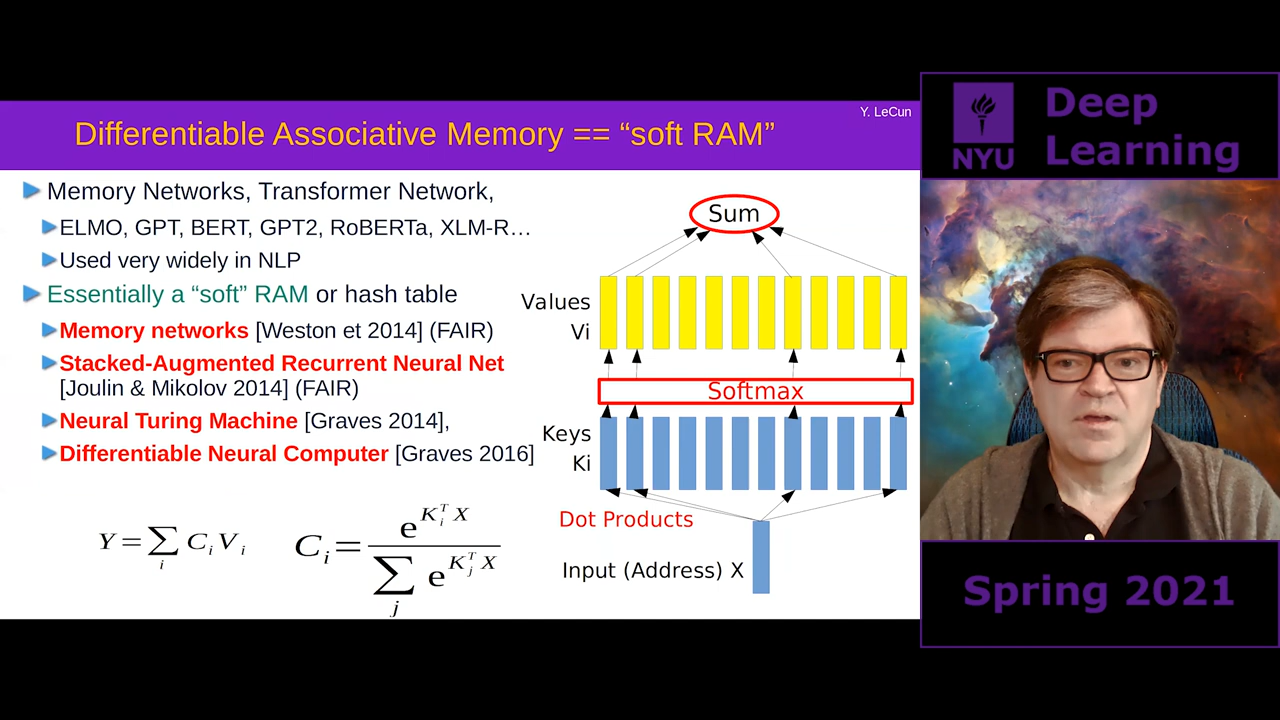 Y. LeCun
Differentiable Associative Memory == “soft RAM”
Memory Networks, Transformer Network,
ELMO, GPT, BERT, GPT2, RoBERTa, XLM-R…
Used very widely in NLP
Essentially a “soft” RAM or hash table
Memory networks [Weston et 2014] (FAIR)
Stacked-Augmented Recurrent Neural Net
[Joulin & Mikolov 2014] (FAIR)
Neural Turing Machine [Graves 2014],
Differentiable Neural Computer [Graves 2016]
Y=∑_i C_i V_i
C_i = e^{K_i^T X} / ∑_j e^{K_j^T X}
Sum
Values
Vi
Softmax
Keys
Ki
Dot Products
Input (Address) X
NYU
Deep
Learning
Spring 2021